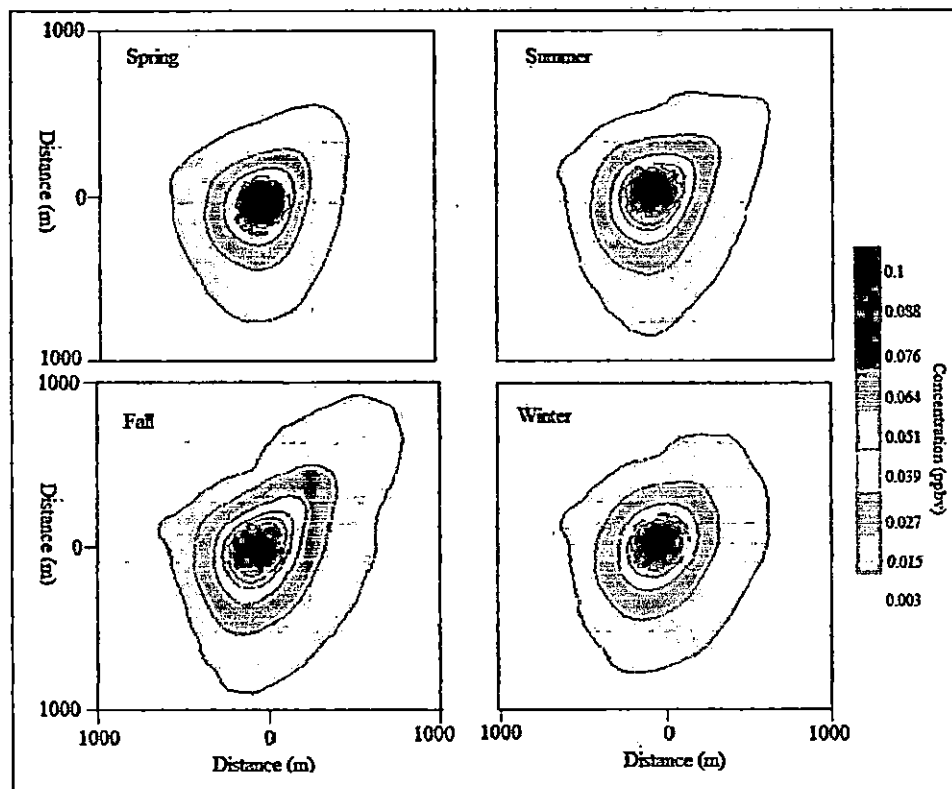 1000
Spring
Summer
Distance (m)
0
1000
0.1
0.088
0.076
0.064
0.051
0.039
0.027
0.015
0.003
Concentration (ppbv)
1000
Fall
Winter
Distance (m)
0
1000
1000 0 1000
Distance (m)
1000 0 1000
Distance (m)